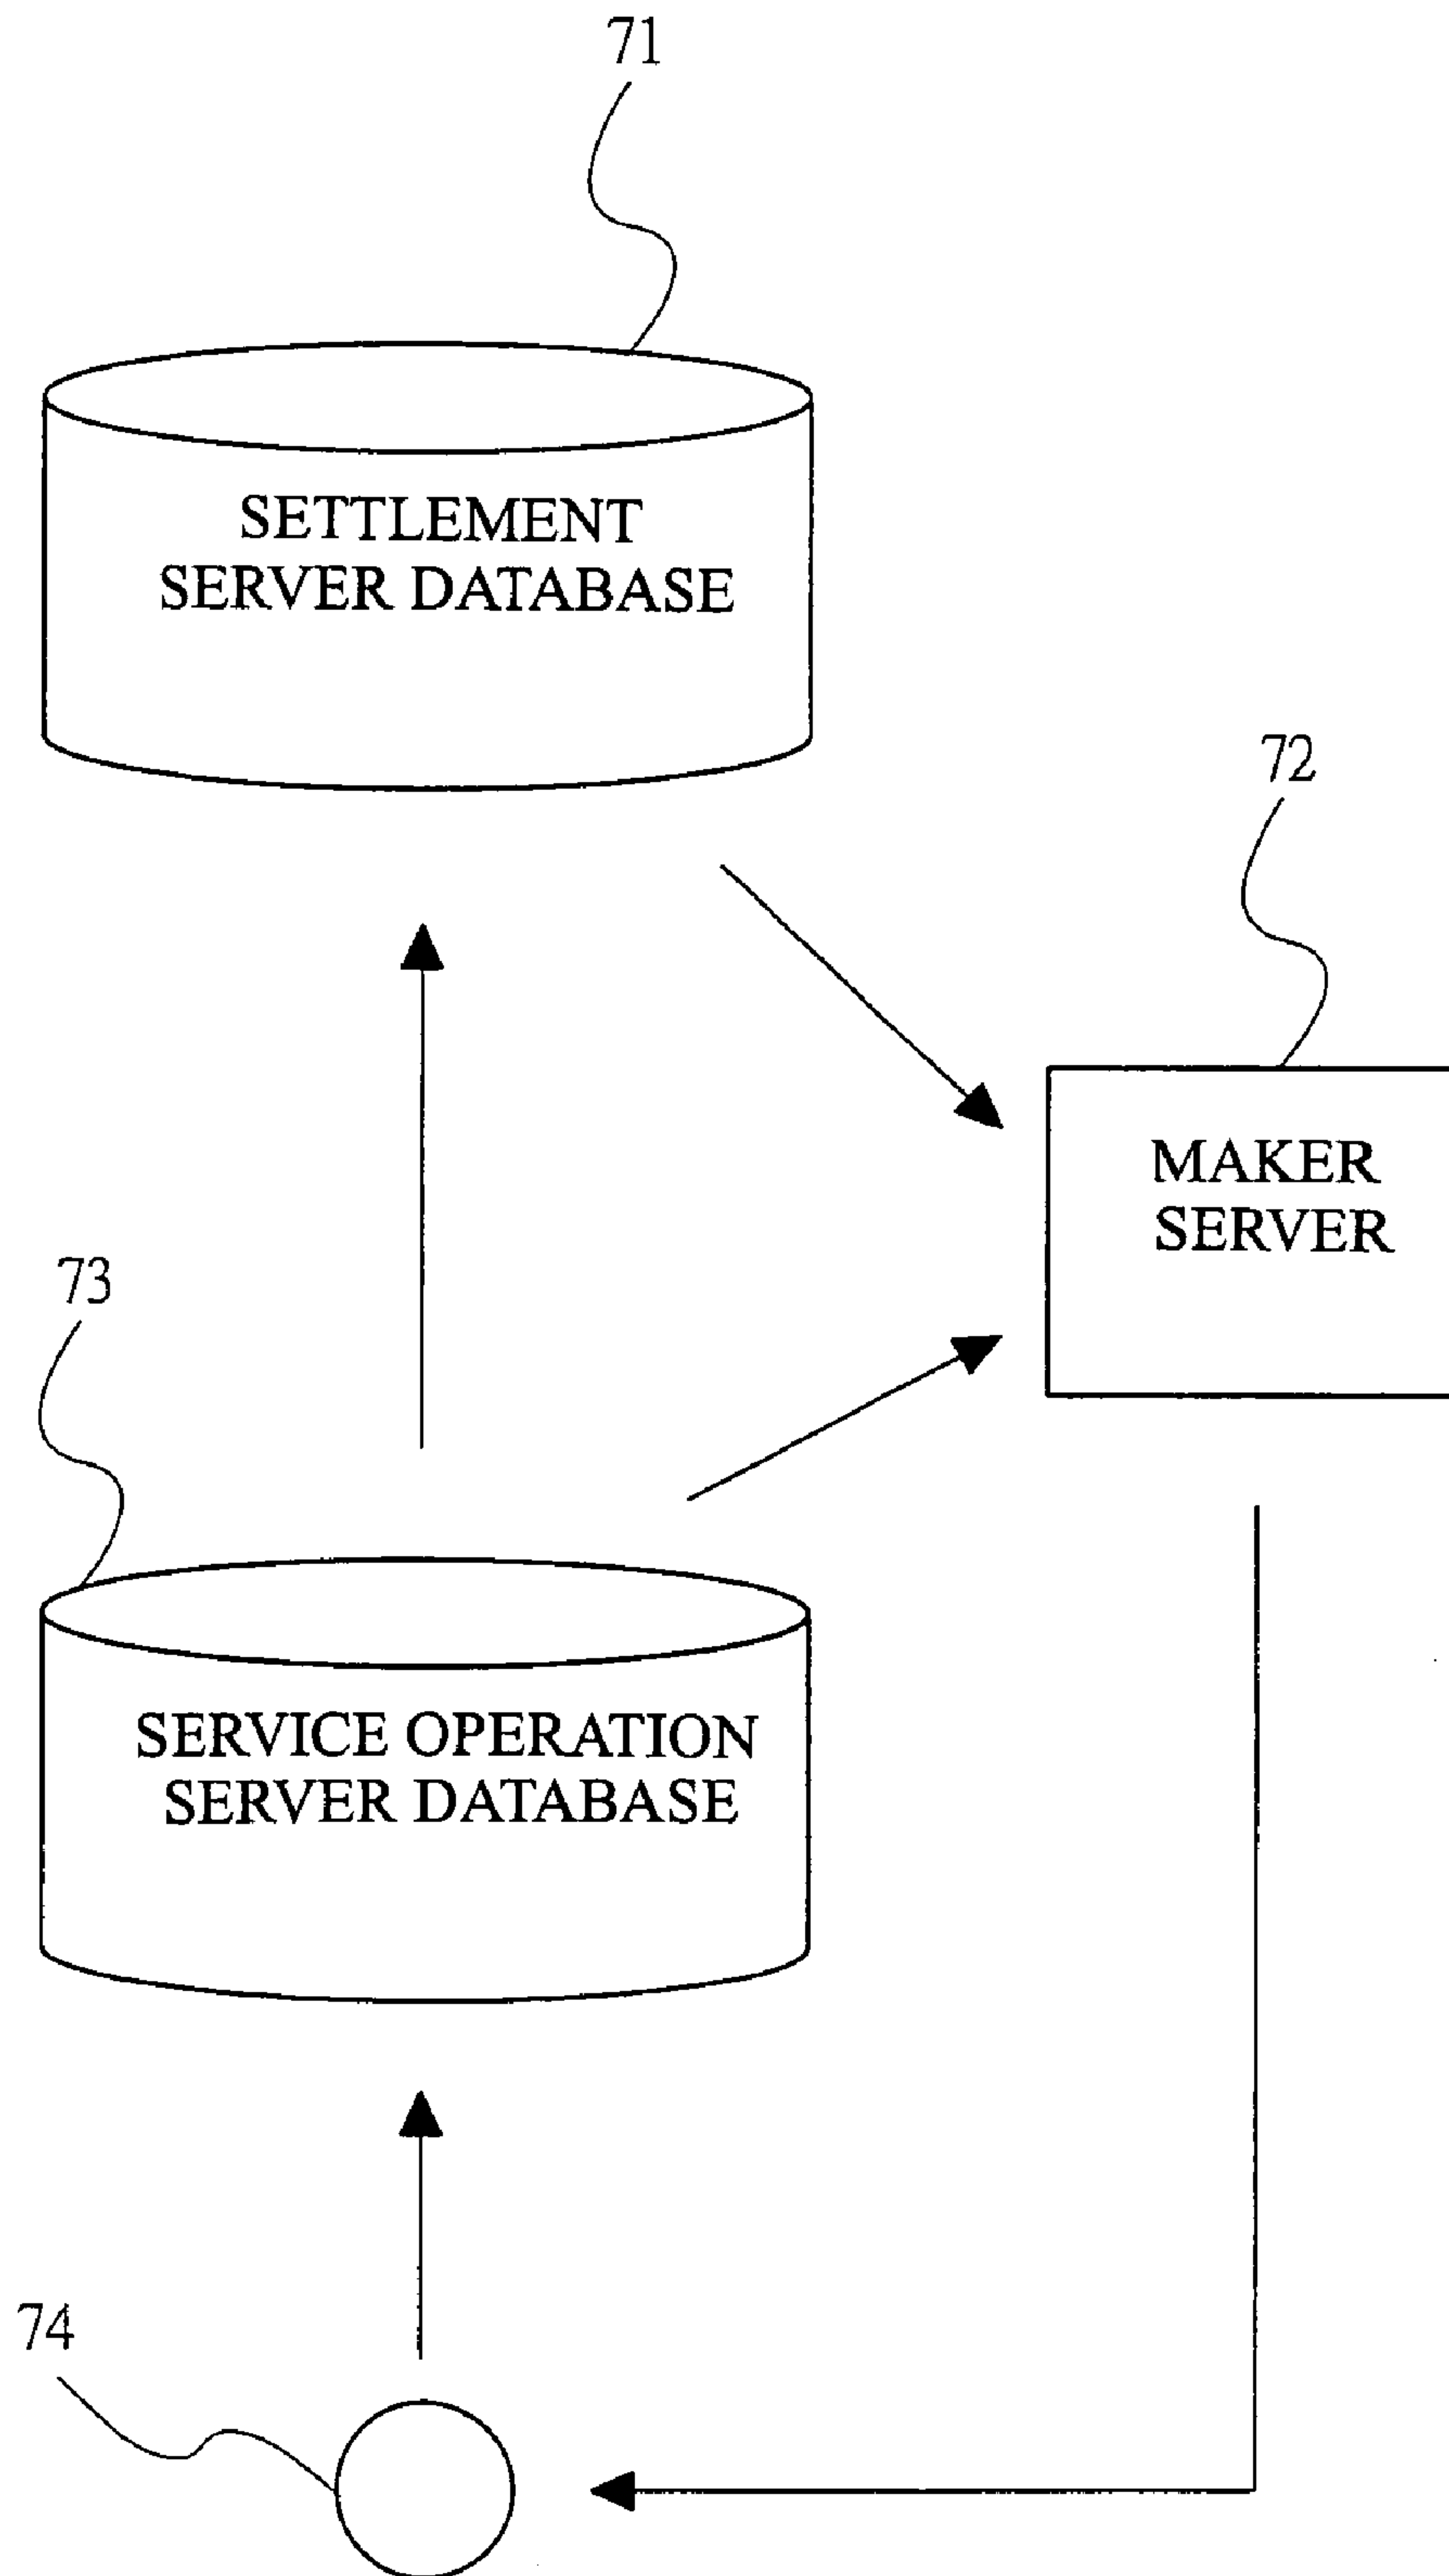 71
SETTLEMENT
SERVER DATABASE
72
MAKER
SERVER
73
SERVICE OPERATION
SERVER DATABASE
74